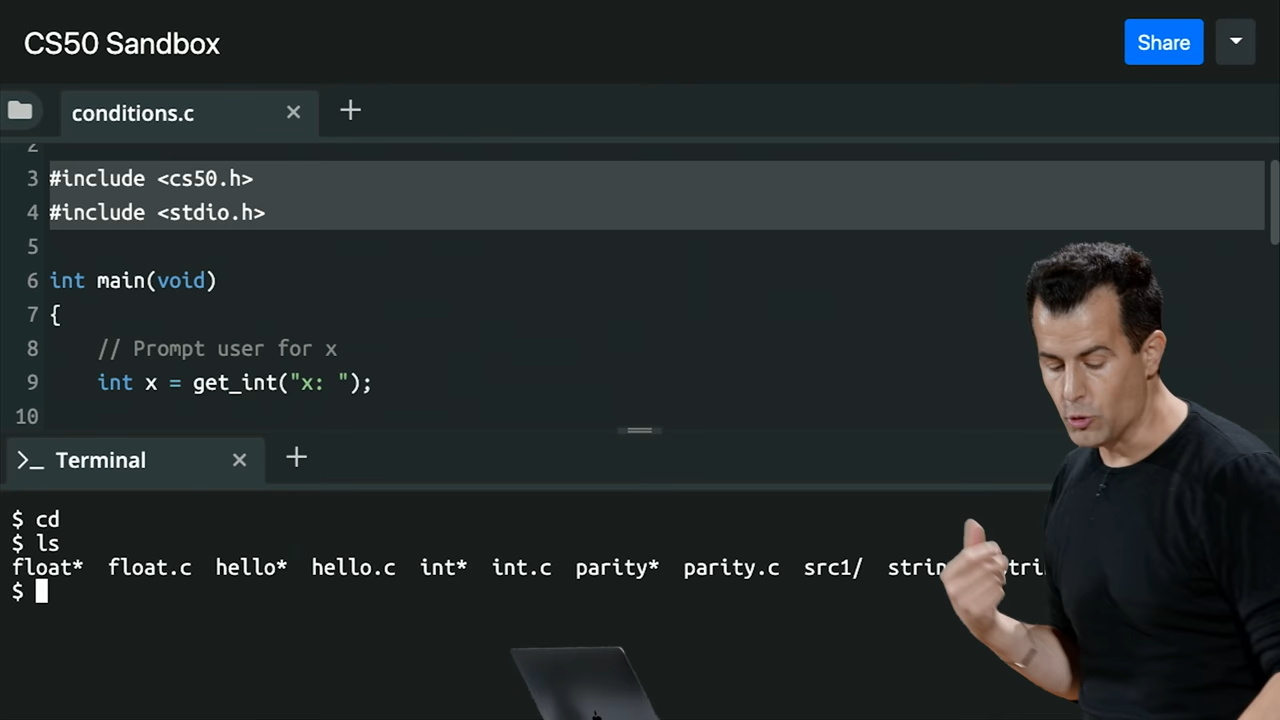 CS50 Sandbox
Share
conditions.c
2
3 #include <cs50.h>
4 #include <stdio.h>
5
6 int main(void)
7 {
8 // Prompt user for x
9 int x = get_int("x: ");
10
>_ Terminal
$ cd
$ ls
float* float.c hello* hello.c int* int.c parity* parity.c src1/
$